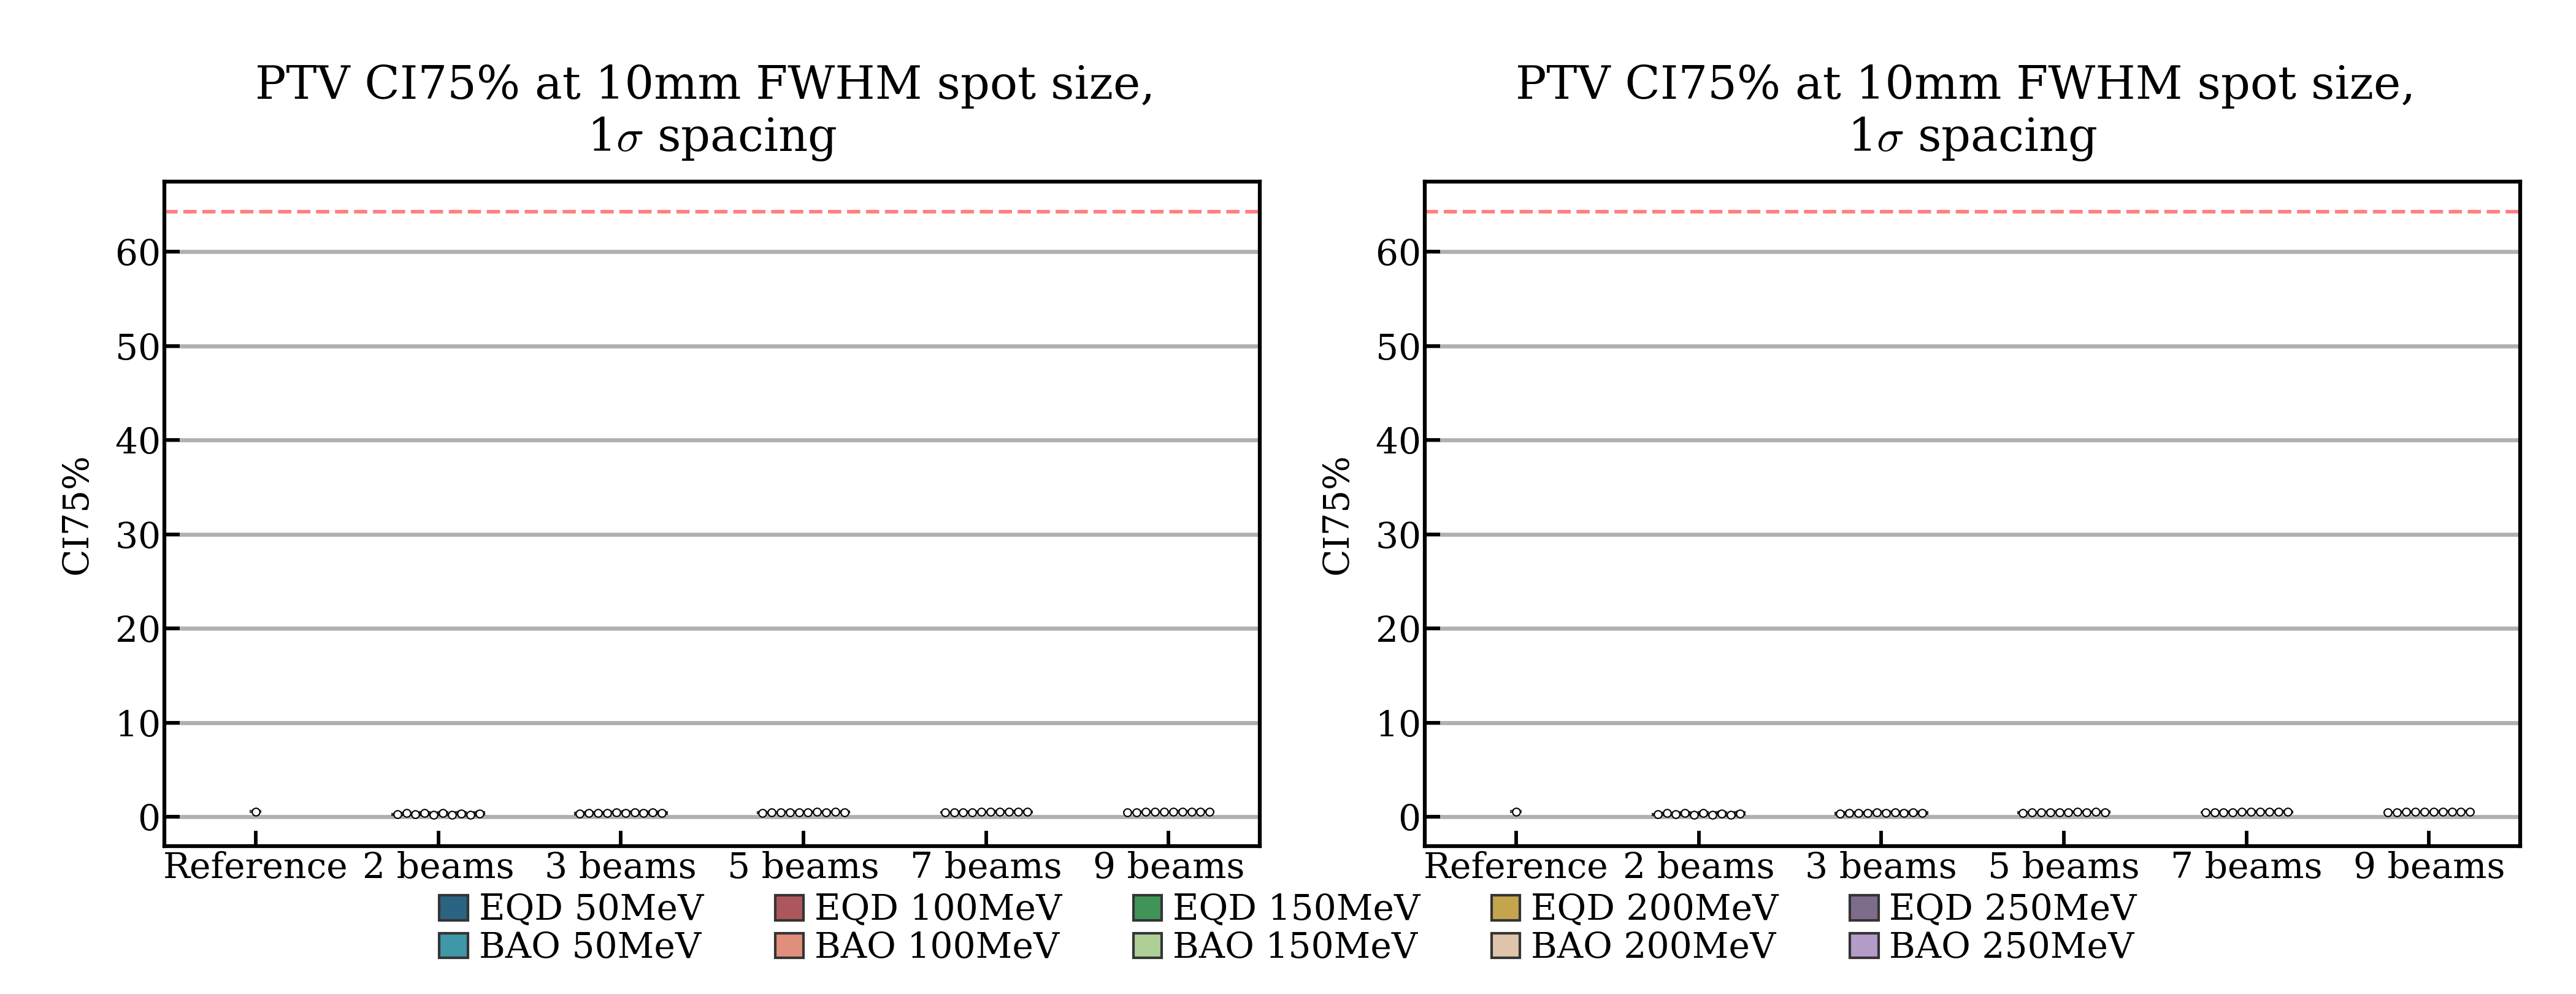 PTV CI75% at 10mm FWHM spot size,
1σ spacing
CI75%
60
50
40
30
20
10
0
Reference 2 beams 3 beams 5 beams 7 beams 9 beams
PTV CI75% at 10mm FWHM spot size,
1σ spacing
CI75%
60
50
40
30
20
10
0
Reference 2 beams 3 beams 5 beams 7 beams 9 beams
EQD 50MeV EQD 100MeV EQD 150MeV EQD 200MeV EQD 250MeV
BAO 50MeV BAO 100MeV BAO 150MeV BAO 200MeV BAO 250MeV